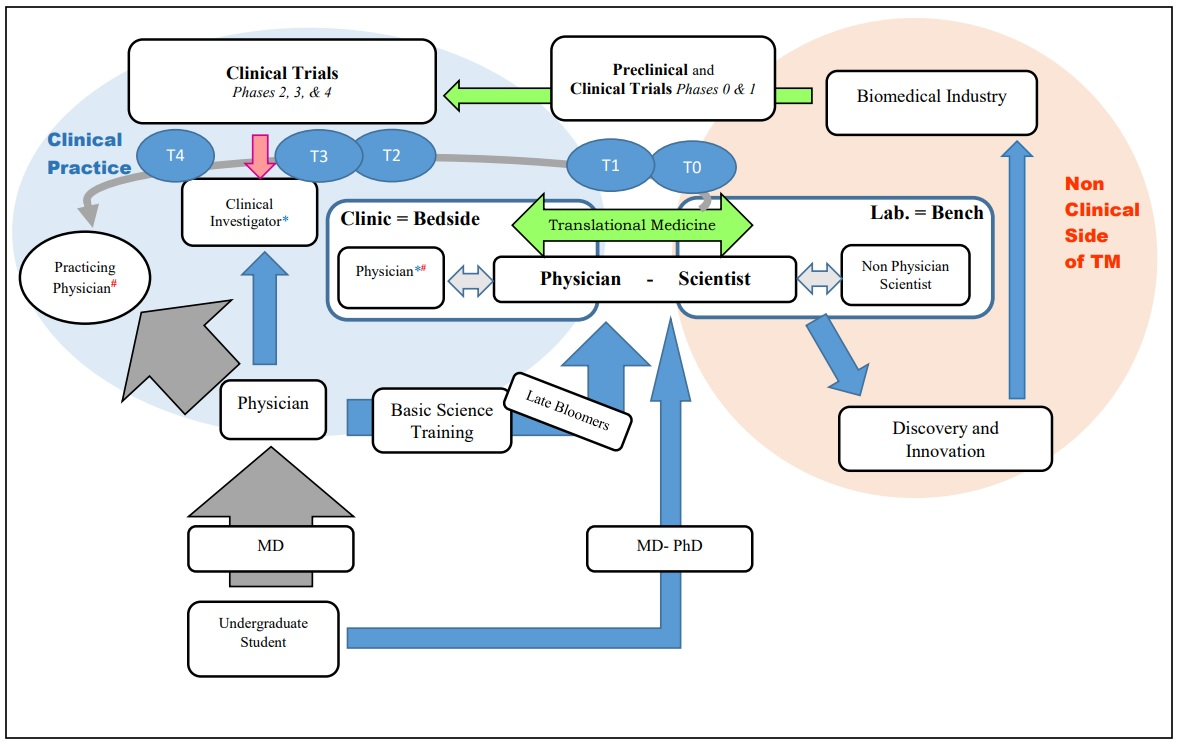 Clinical Trials
Phases 2, 3, & 4
Preclinical and
Clinical Trials Phases 0 & 1
Biomedical Industry
Clinical
Practice
T4
T3
T2
T1
T0
Non
Clinical
Side
of TM
Clinical
Investigator*
Clinic = Bedside
Translational Medicine
Lab. = Bench
Practicing
Physician#
Physician*#
Physician - Scientist
Non Physician
Scientist
Physician
Basic Science
Training
Late Bloomers
Discovery and
Innovation
MD
MD- PhD
Undergraduate
Student